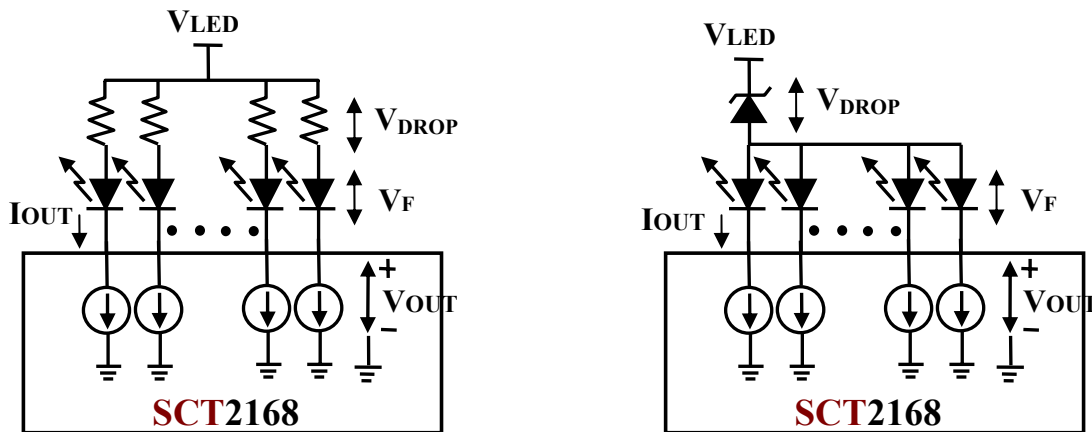 VLED
VDROP
VF
IOUT
+
VOUT
–
SCT2168
VLED
VDROP
VF
IOUT
+
VOUT
–
SCT2168